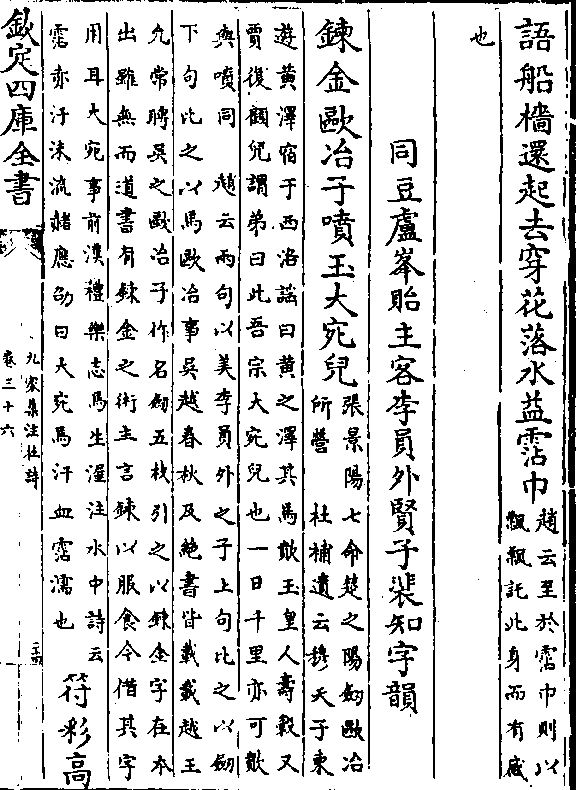 語船檣還起去穿花落水益霑巾趙云至於霑巾則以
飄飄託此身而有感
也
同豆盧峯貽主客李員外賢子棐知字韻
鍊金歐冶子噴玉大宛兒張景陽七命楚之陽劒歐冶
所營 杜補遺云穆天子東
遊黃澤宿于西洛謡曰黃之澤其馬歕玉皇人壽穀又
賈復顧兒謂弟曰此吾宗大宛兒也一日千里亦可歕
與噴同 趙云兩句以美李員外之子上句比之以劒
下句比之以馬歐冶事吳越春秋及絶書皆載載越王
允常聘吳之歐冶子作名劒五枚引之以鍊金字在本
出雖無而道書有鍊金之術主言鍊以服食今借其字
用耳大宛事前漢禮樂志馬生渥洼水中詩云
霑赤汗沬流赭應劭曰大宛馬汗血霑濡也 符彩高
欽定四庫全書
九家集注杜詩
卷三十六